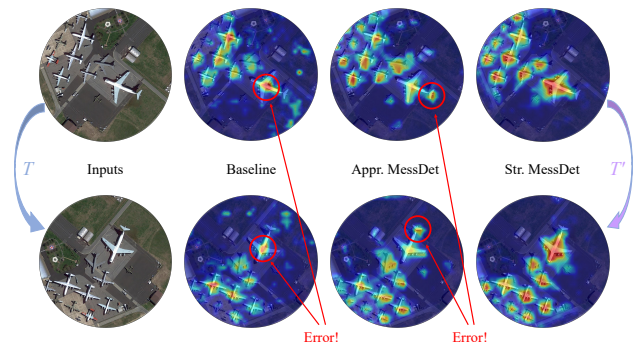 T
Inputs
Baseline
Appr. MessDet
Str. MessDet
T'
Error!
Error!